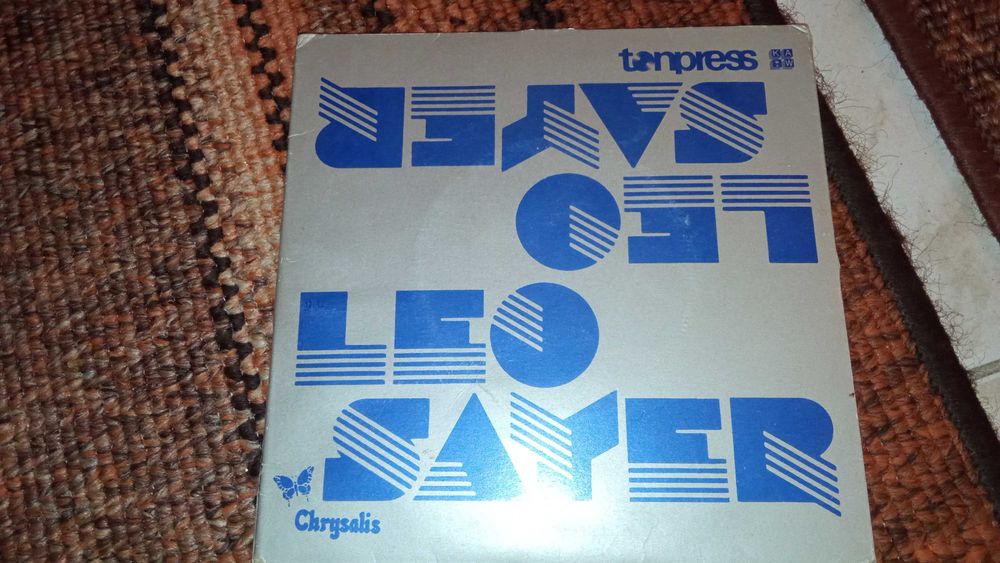 tonpress KAW
LEO
SAYER
LEO
SAYER
Chrysalis